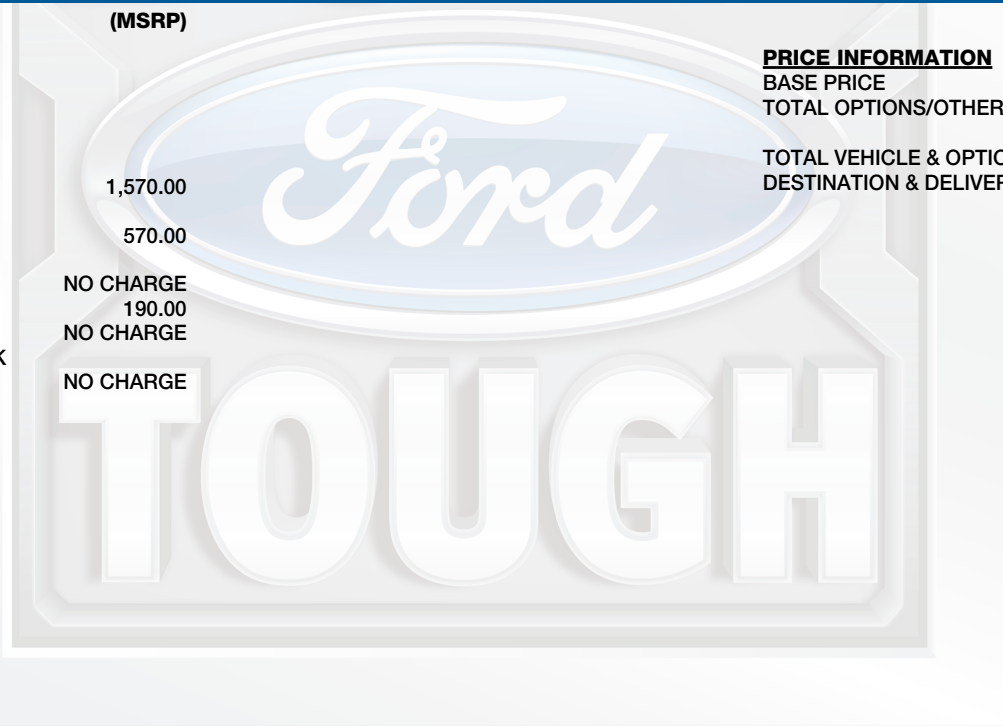 (MSRP)
1,570.00
570.00
NO CHARGE
190.00
NO CHARGE
K
NO CHARGE
PRICE INFORMATION
BASE PRICE
TOTAL OPTIONS/OTHER
TOTAL VEHICLE & OPTIO
DESTINATION & DELIVER
Ford
TOUGH